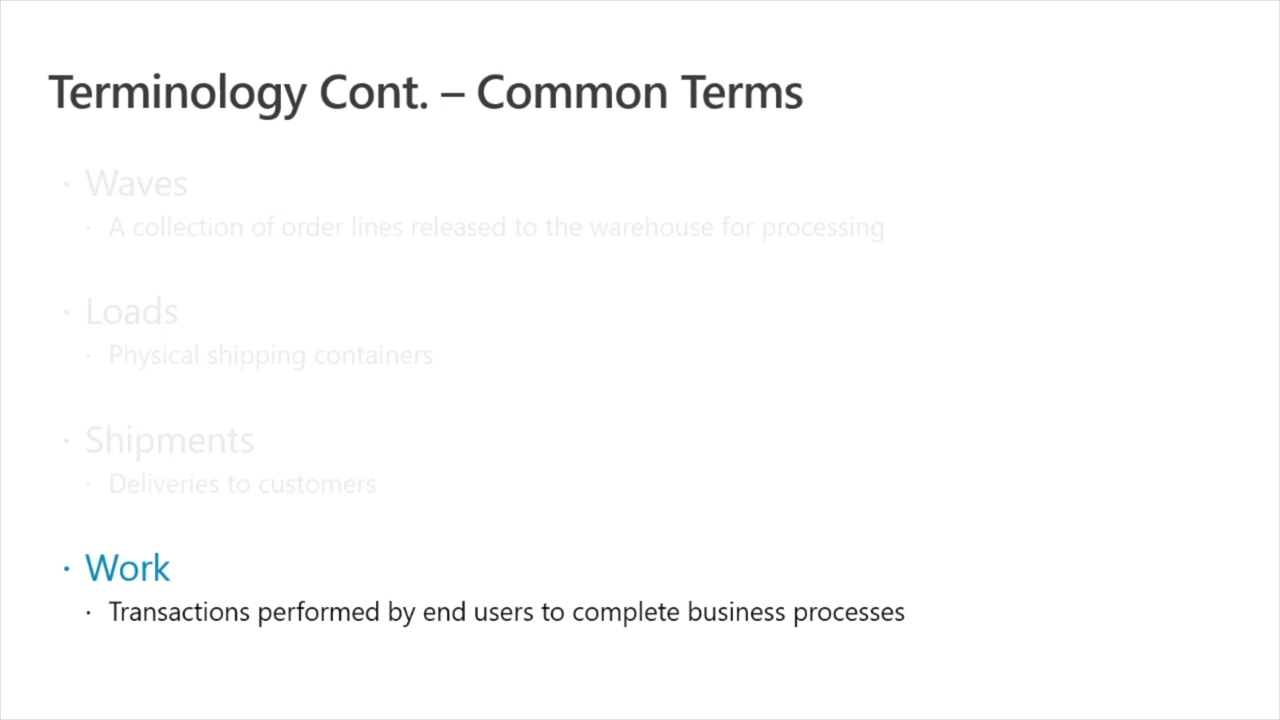 Terminology Cont. – Common Terms
· Waves
· A collection of order lines released to the warehouse for processing
· Loads
· Physical shipping containers
· Shipments
· Deliveries to customers
· Work
· Transactions performed by end users to complete business processes